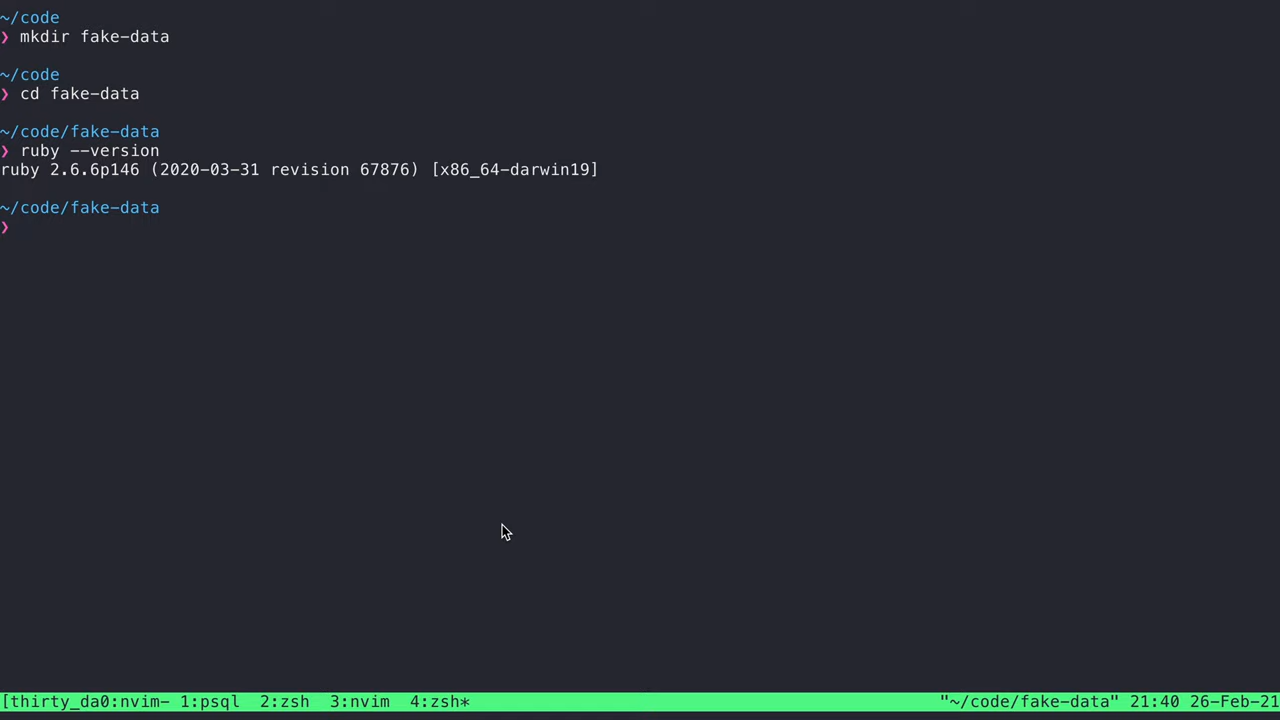 ~/code
❯ mkdir fake-data
~/code
❯ cd fake-data
~/code/fake-data
❯ ruby --version
ruby 2.6.6p146 (2020-03-31 revision 67876) [x86_64-darwin19]
~/code/fake-data
❯
[thirty_da0:nvim- 1:psql  2:zsh  3:nvim  4:zsh* "~/code/fake-data" 21:40 26-Feb-21